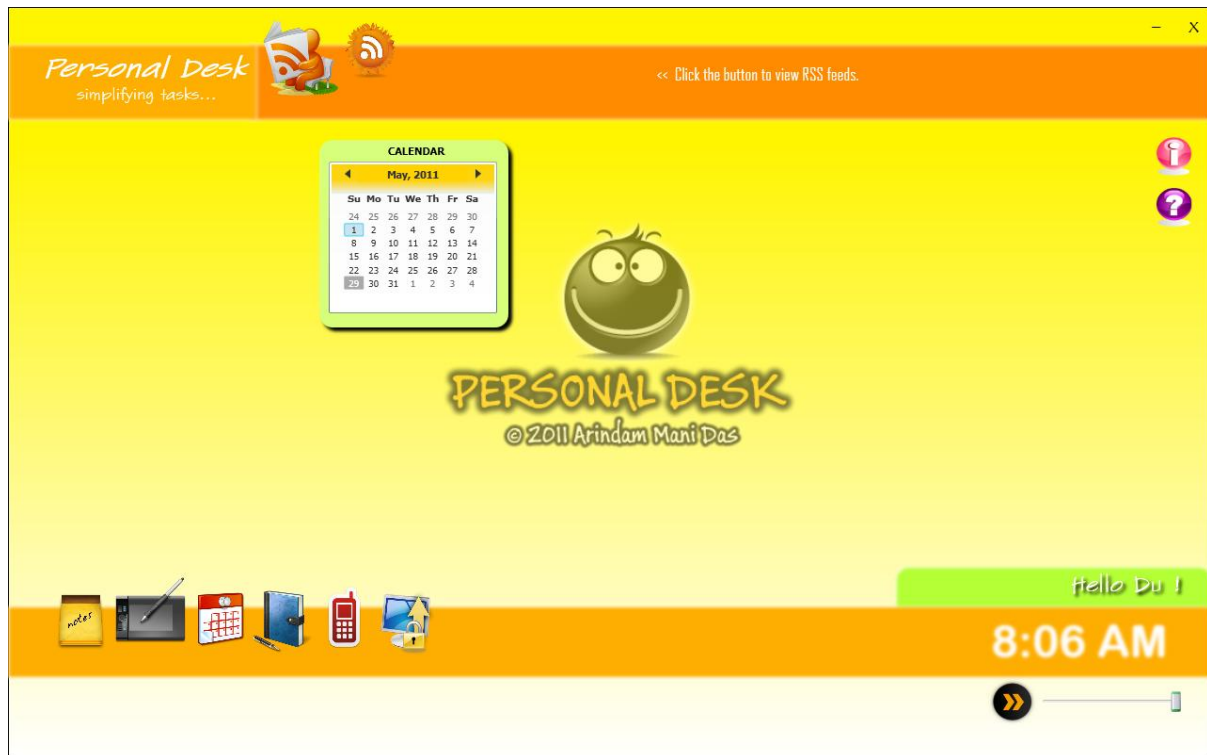 – X
Personal Desk
simplifying tasks...
<< Click the button to view RSS feeds.
CALENDAR
May, 2011
Su Mo Tu We Th Fr Sa
24 25 26 27 28 29 30
1 2 3 4 5 6 7
8 9 10 11 12 13 14
15 16 17 18 19 20 21
22 23 24 25 26 27 28
29 30 31 1 2 3 4
PERSONAL DESK
© 2011 Arindam Mani Das
Hello Du !
notes
8:06 AM